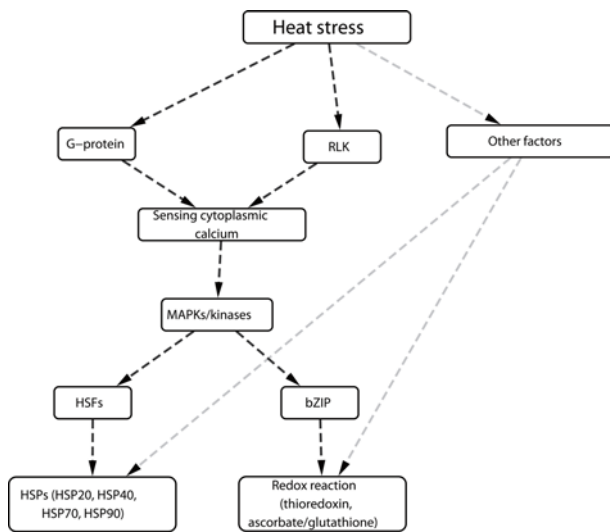 Heat stress
G–protein
RLK
Other factors
Sensing cytoplasmic
calcium
MAPKs/kinases
HSFs
bZIP
HSPs (HSP20, HSP40,
HSP70, HSP90)
Redox reaction
(thioredoxin,
ascorbate/glutathione)